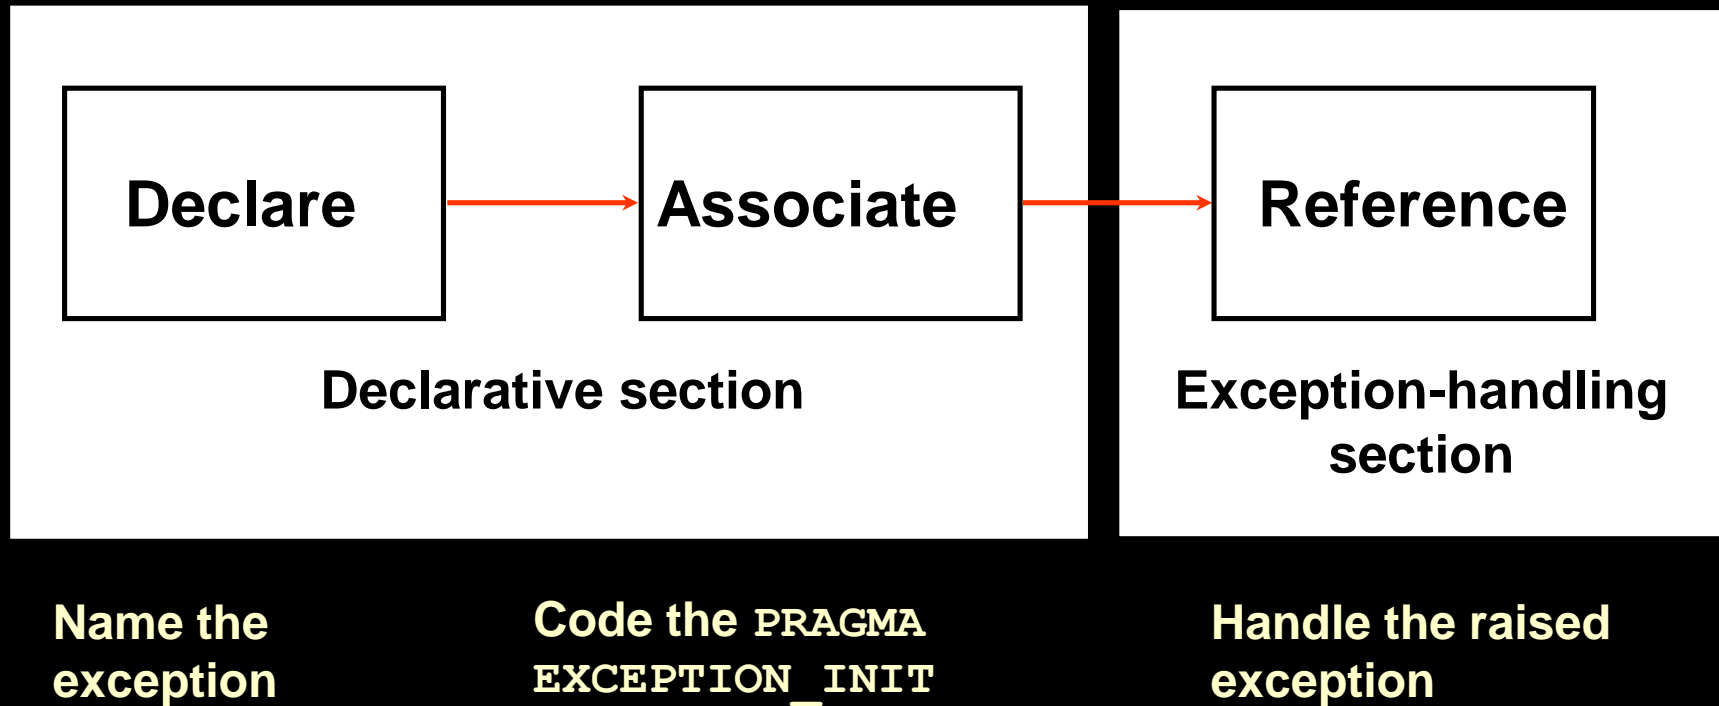 Declare
Associate
Reference
Declarative section
Exception-handling
section
Name the
exception
Code the PRAGMA
EXCEPTION_INIT
Handle the raised
exception